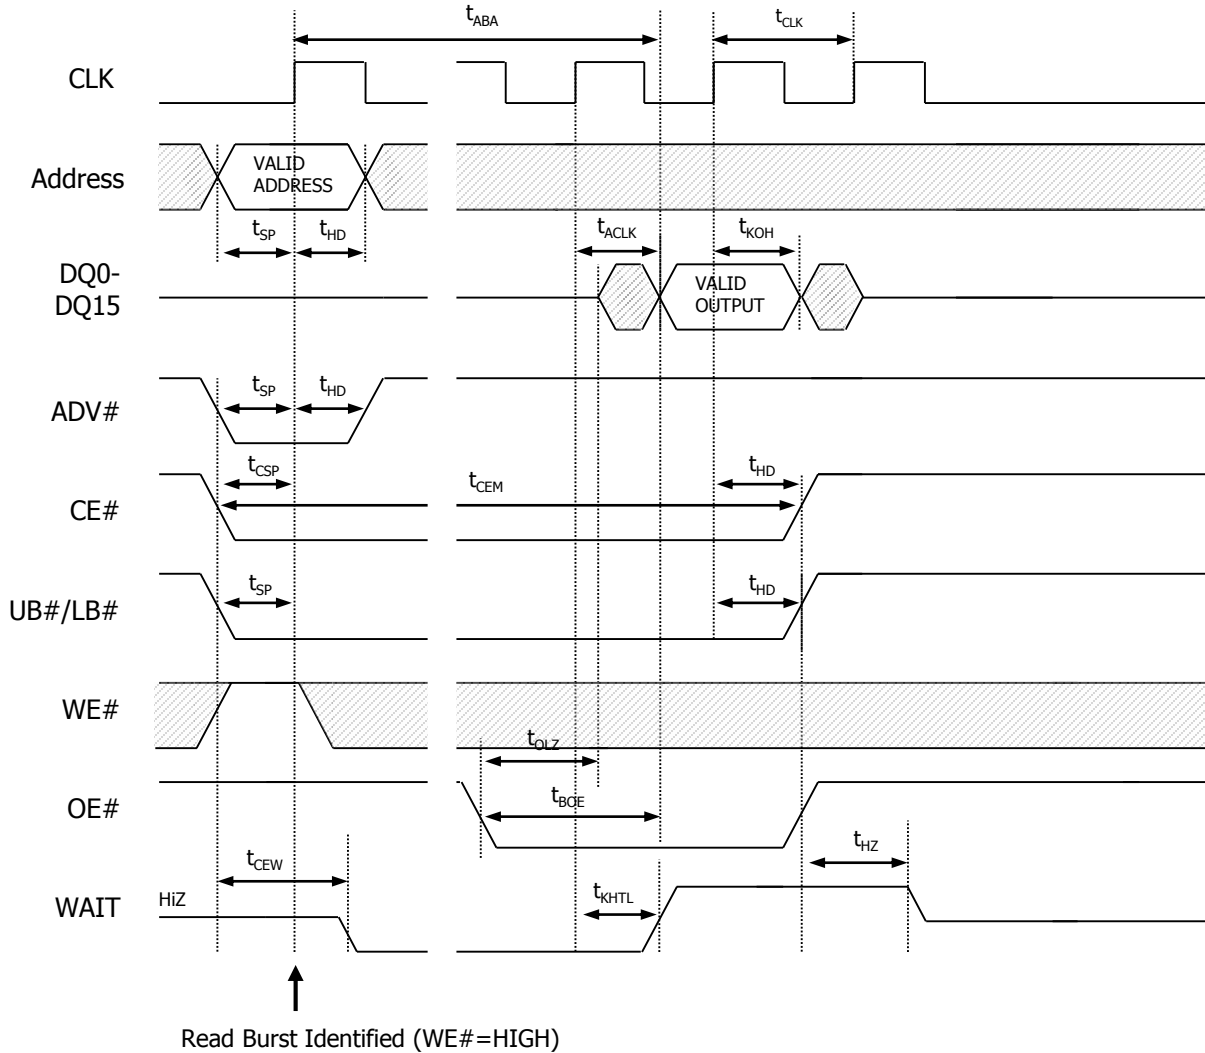 tABA
tCLK
CLK
VALID
ADDRESS
Address
tSP
tHD
tACLK
tKOH
DQ0-
DQ15
VALID
OUTPUT
tSP
tHD
ADV#
tCSP
tCEM
tHD
CE#
tSP
tHD
UB#/LB#
WE#
tOLZ
OE#
tBOE
tHZ
tCEW
HiZ
WAIT
tKHTL
Read Burst Identified (WE#=HIGH)